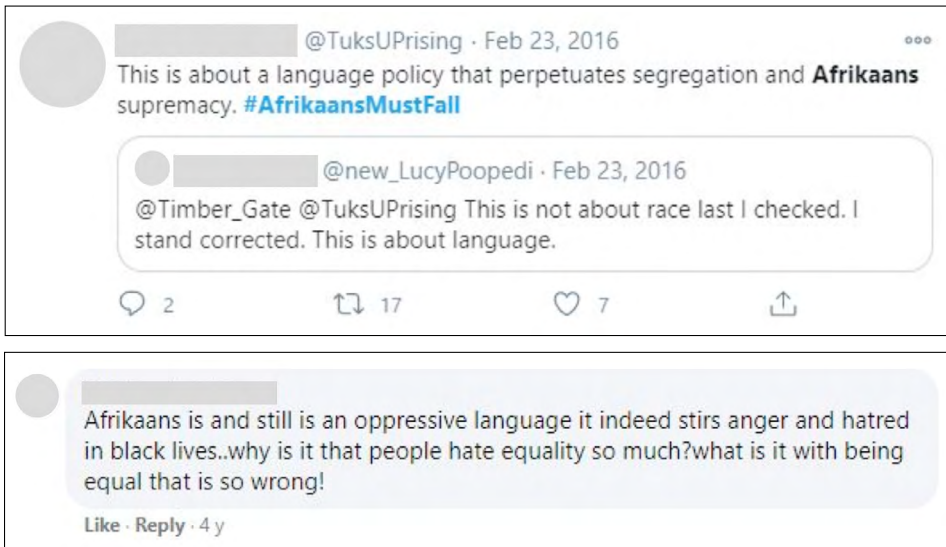 @TuksUPrising · Feb 23, 2016
This is about a language policy that perpetuates segregation and Afrikaans
supremacy. #AfrikaansMustFall
@new_LucyPoopedi · Feb 23, 2016
@Timber_Gate @TuksUPrising This is not about race last I checked. I
stand corrected. This is about language.
2 17 7
Afrikaans is and still is an oppressive language it indeed stirs anger and hatred
in black lives..why is it that people hate equality so much?what is it with being
equal that is so wrong!
Like · Reply · 4 y